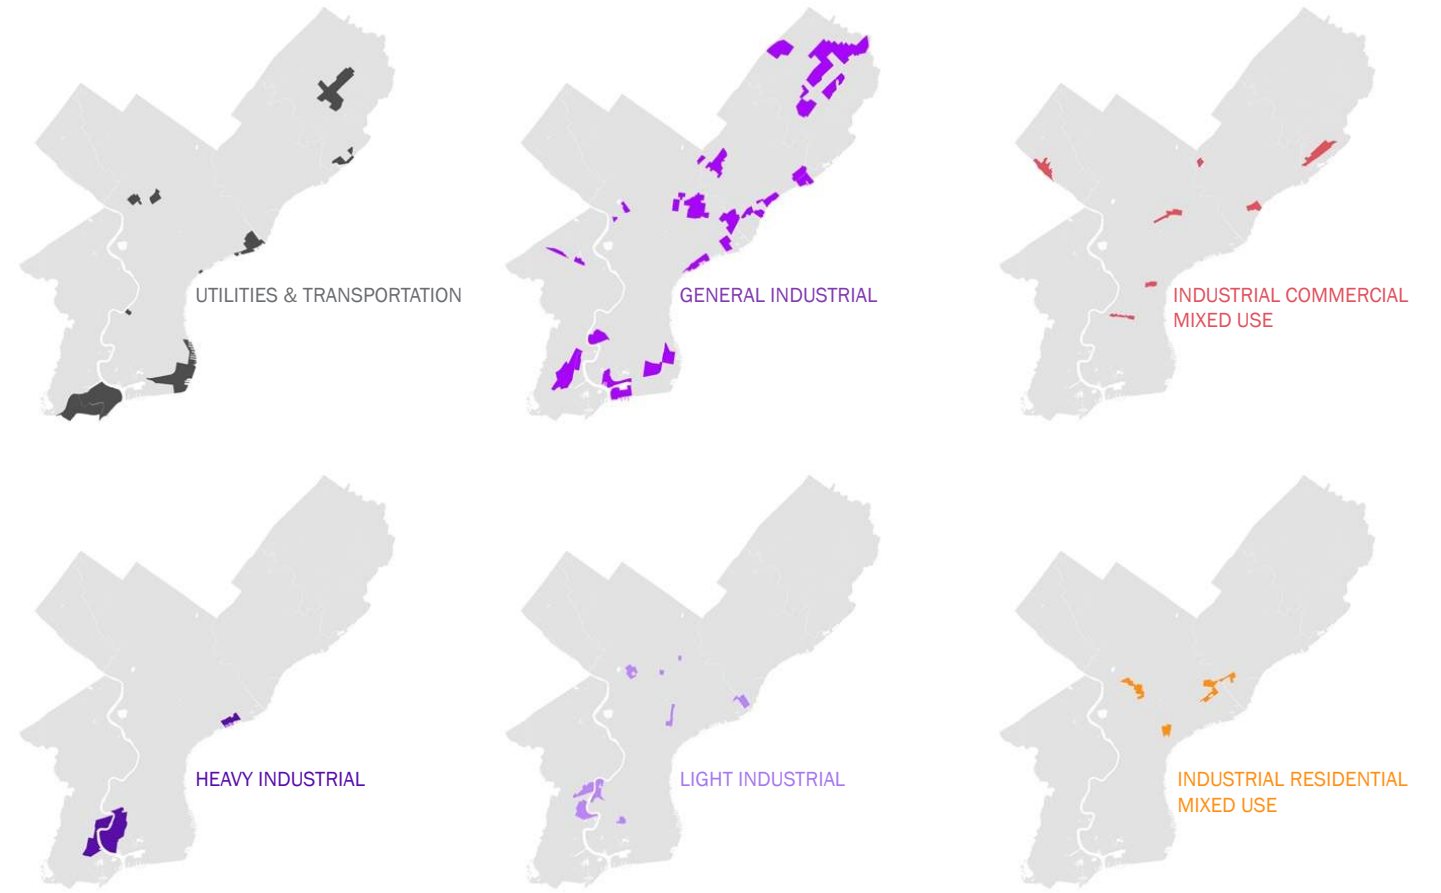 UTILITIES & TRANSPORTATION
GENERAL INDUSTRIAL
INDUSTRIAL COMMERCIAL
MIXED USE
HEAVY INDUSTRIAL
LIGHT INDUSTRIAL
INDUSTRIAL RESIDENTIAL
MIXED USE